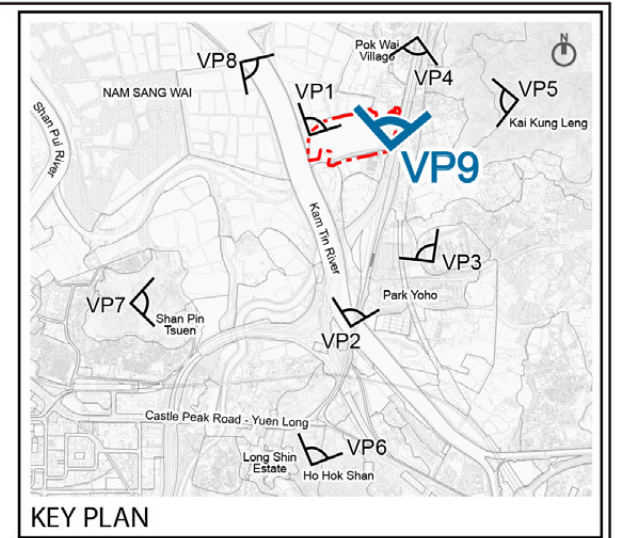 N
Pok Wai
Village
VP8
VP4
NAM SANG WAI
VP1
VP5
Kai Kung Leng
Shan Pui River
VP9
Kam Tin River
VP3
Park Yoho
VP7
Shan Pin
Tsuen
VP2
Castle Peak Road - Yuen Long
Long Shin
Estate
VP6
Ho Hok Shan
KEY PLAN